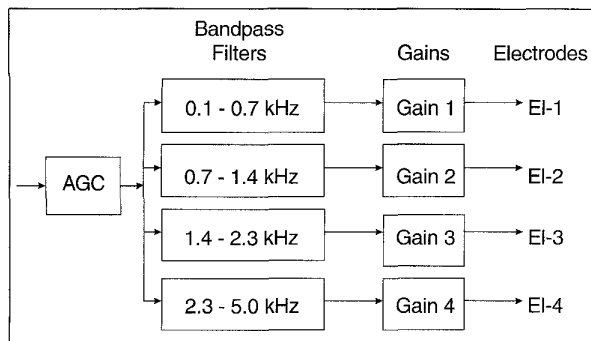 Bandpass
Filters Gains Electrodes
0.1 - 0.7 kHz Gain 1 El-1
AGC
0.7 - 1.4 kHz Gain 2 El-2
1.4 - 2.3 kHz Gain 3 El-3
2.3 - 5.0 kHz Gain 4 El-4